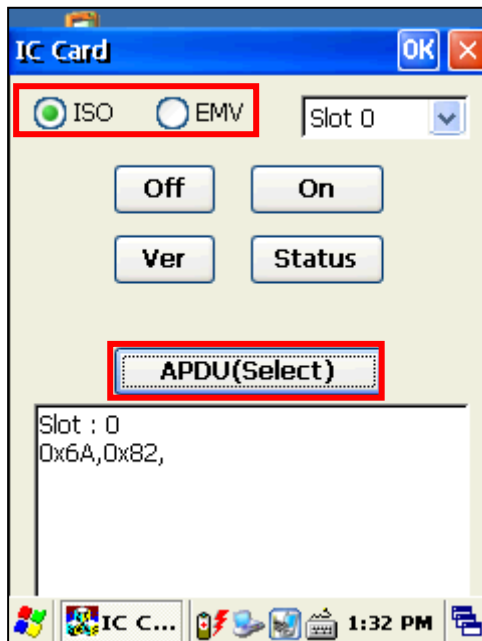 IC Card OK
ISO EMV Slot 0
Off On
Ver Status
APDU(Select)
Slot : 0
0x6A,0x82,
IC C... 1:32 PM